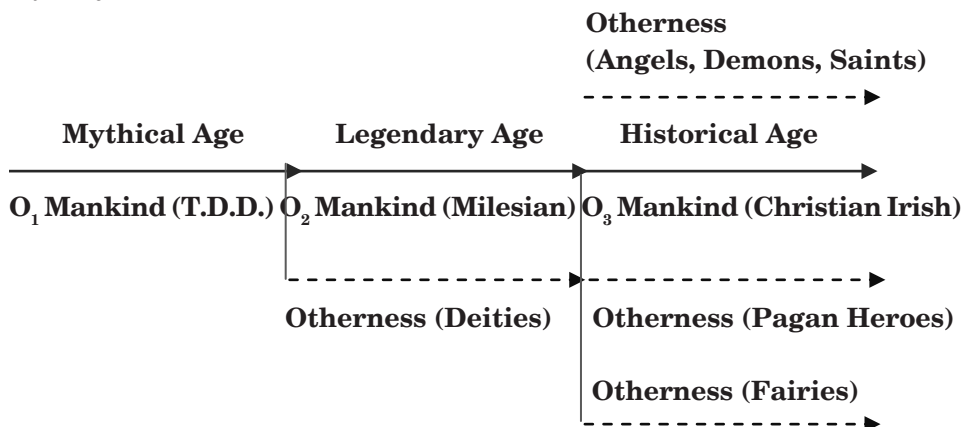 Otherness
(Angels, Demons, Saints)
Mythical Age Legendary Age Historical Age
O₁ Mankind (T.D.D.) O₂ Mankind (Milesian) O₃ Mankind (Christian Irish)
Otherness (Deities) Otherness (Pagan Heroes)
Otherness (Fairies)